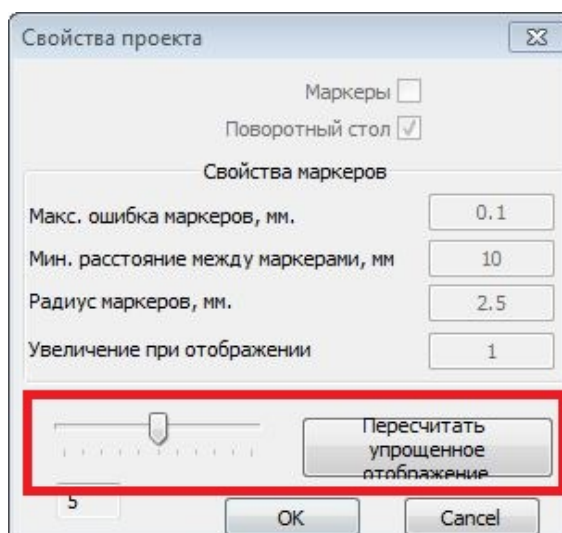 Свойства проекта
Маркеры
Поворотный стол
Свойства маркеров
Макс. ошибка маркеров, мм.
0.1
Мин. расстояние между маркерами, мм
10
Радиус маркеров, мм.
2.5
Увеличение при отображении
1
Пересчитать
упрощенное
отображение
5
OK
Cancel